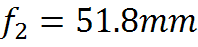 f₂ = 51.8mm